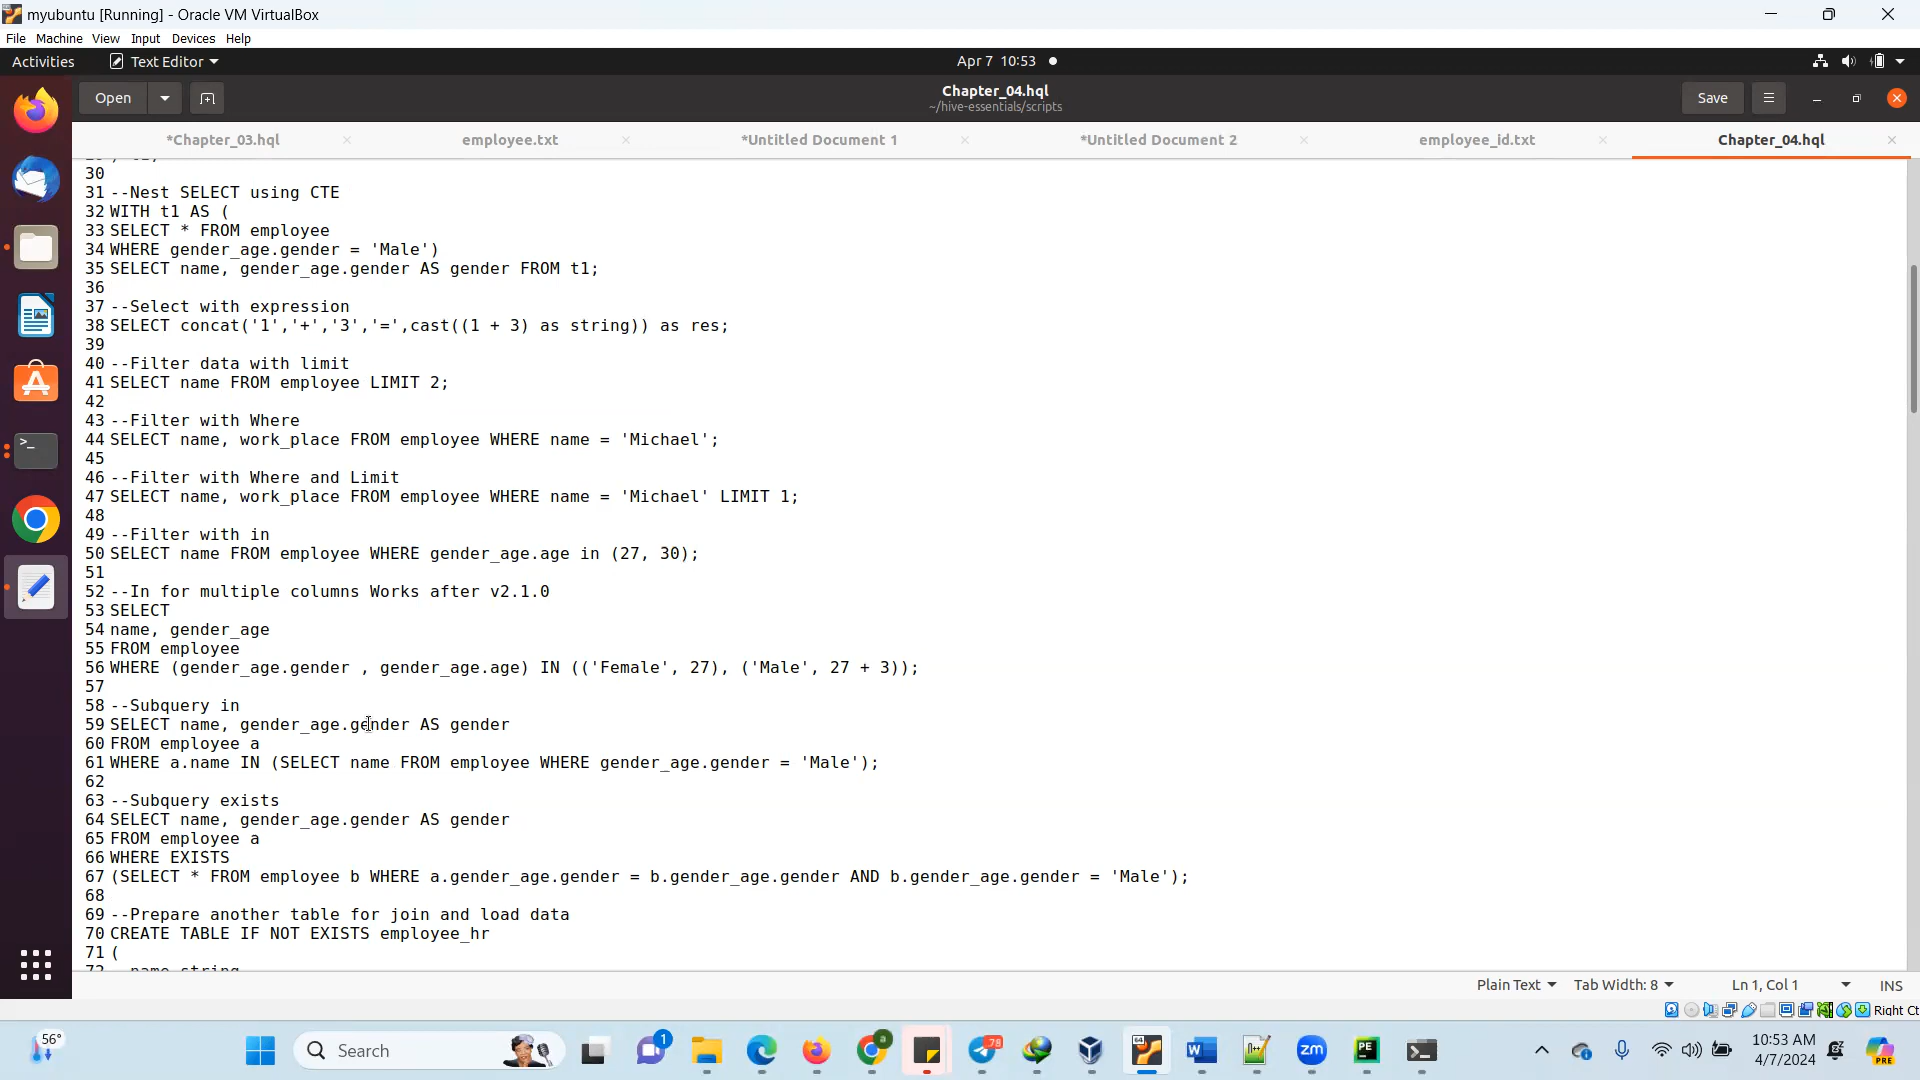 myubuntu [Running] - Oracle VM VirtualBox
File Machine View Input Devices Help
Activities Text Editor Apr 7 10:53
Open Chapter_04.hql Save
~/hive-essentials/scripts
*Chapter_03.hql employee.txt *Untitled Document 1 *Untitled Document 2 employee_id.txt Chapter_04.hql
30
31 --Nest SELECT using CTE
32 WITH t1 AS (
33 SELECT * FROM employee
34 WHERE gender_age.gender = 'Male')
35 SELECT name, gender_age.gender AS gender FROM t1;
36
37 --Select with expression
38 SELECT concat('1','+','3','=',cast((1 + 3) as string)) as res;
39
40 --Filter data with limit
41 SELECT name FROM employee LIMIT 2;
42
43 --Filter with Where
44 SELECT name, work_place FROM employee WHERE name = 'Michael';
45
46 --Filter with Where and Limit
47 SELECT name, work_place FROM employee WHERE name = 'Michael' LIMIT 1;
48
49 --Filter with in
50 SELECT name FROM employee WHERE gender_age.age in (27, 30);
51
52 --In for multiple columns Works after v2.1.0
53 SELECT
54 name, gender_age
55 FROM employee
56 WHERE (gender_age.gender , gender_age.age) IN (('Female', 27), ('Male', 27 + 3));
57
58 --Subquery in
59 SELECT name, gender_age.gender AS gender
60 FROM employee a
61 WHERE a.name IN (SELECT name FROM employee WHERE gender_age.gender = 'Male');
62
63 --Subquery exists
64 SELECT name, gender_age.gender AS gender
65 FROM employee a
66 WHERE EXISTS
67 (SELECT * FROM employee b WHERE a.gender_age.gender = b.gender_age.gender AND b.gender_age.gender = 'Male');
68
69 --Prepare another table for join and load data
70 CREATE TABLE IF NOT EXISTS employee_hr
71 (
72 name string
Plain Text Tab Width: 8 Ln 1, Col 1 INS
Right Ct
56° Search 1 78 10:53 AM
4/7/2024